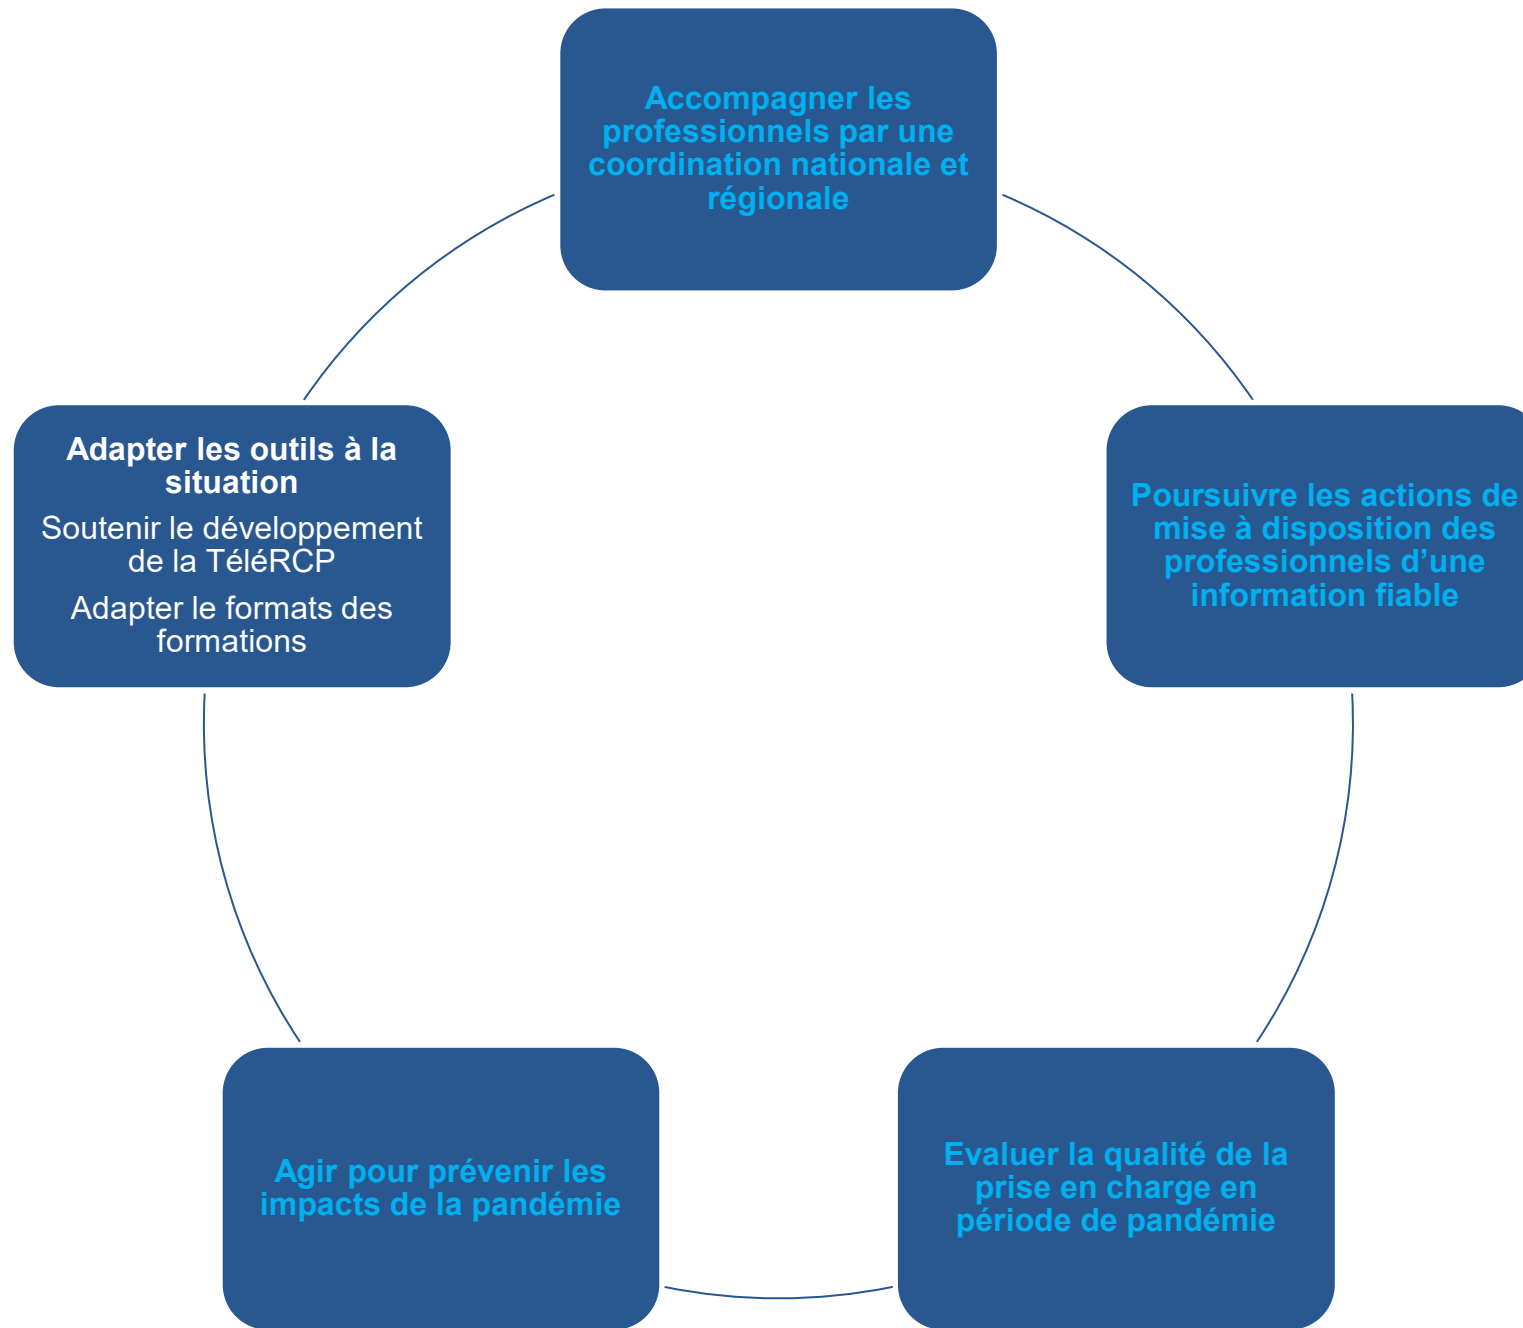 Accompagner les
professionnels par une
coordination nationale et
régionale
Adapter les outils à la
situation
Soutenir le développement
de la TéléRCP
Adapter le formats des
formations
Poursuivre les actions de
mise à disposition des
professionnels d’une
information fiable
Agir pour prévenir les
impacts de la pandémie
Evaluer la qualité de la
prise en charge en
période de pandémie